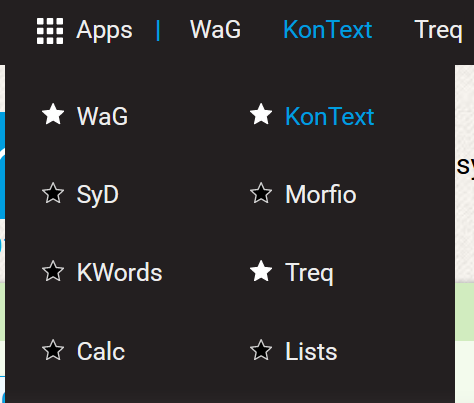 Apps | WaG KonText Treq
WaG KonText
SyD Morfio
KWords Treq
Calc Lists